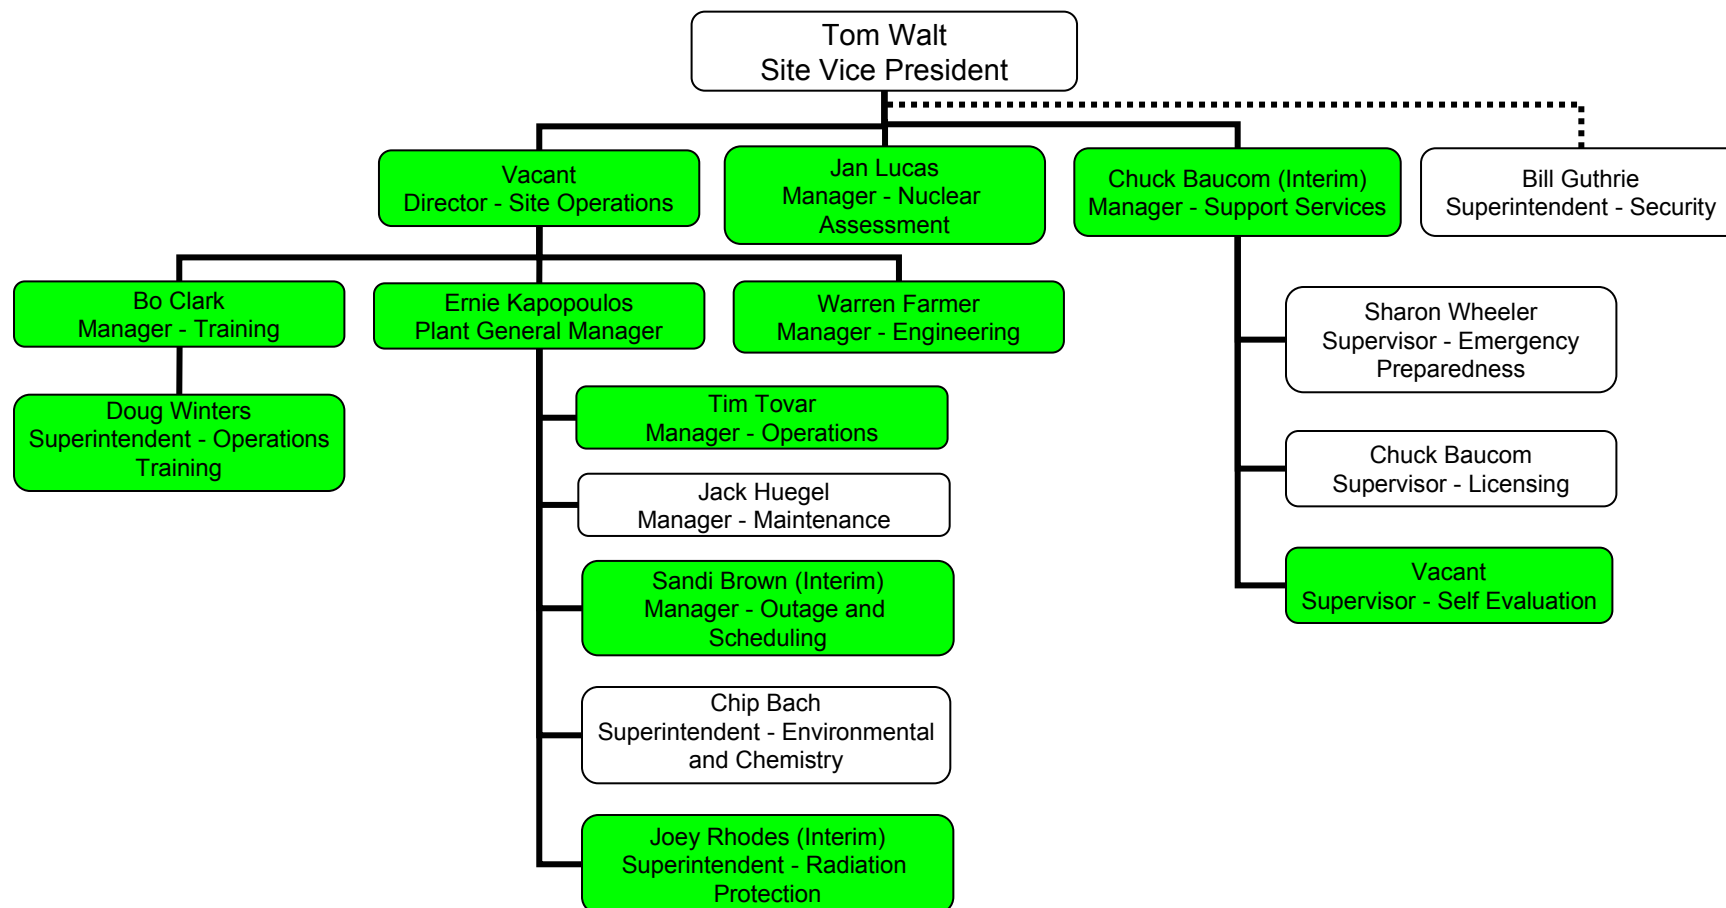 Tom Walt
Site Vice President
Vacant
Director - Site Operations
Jan Lucas
Manager - Nuclear
Assessment
Chuck Baucom (Interim)
Manager - Support Services
Bill Guthrie
Superintendent - Security
Bo Clark
Manager - Training
Ernie Kapopoulos
Plant General Manager
Warren Farmer
Manager - Engineering
Doug Winters
Superintendent - Operations
Training
Tim Tovar
Manager - Operations
Jack Huegel
Manager - Maintenance
Sandi Brown (Interim)
Manager - Outage and
Scheduling
Chip Bach
Superintendent - Environmental
and Chemistry
Joey Rhodes (Interim)
Superintendent - Radiation
Protection
Sharon Wheeler
Supervisor - Emergency
Preparedness
Chuck Baucom
Supervisor - Licensing
Vacant
Supervisor - Self Evaluation